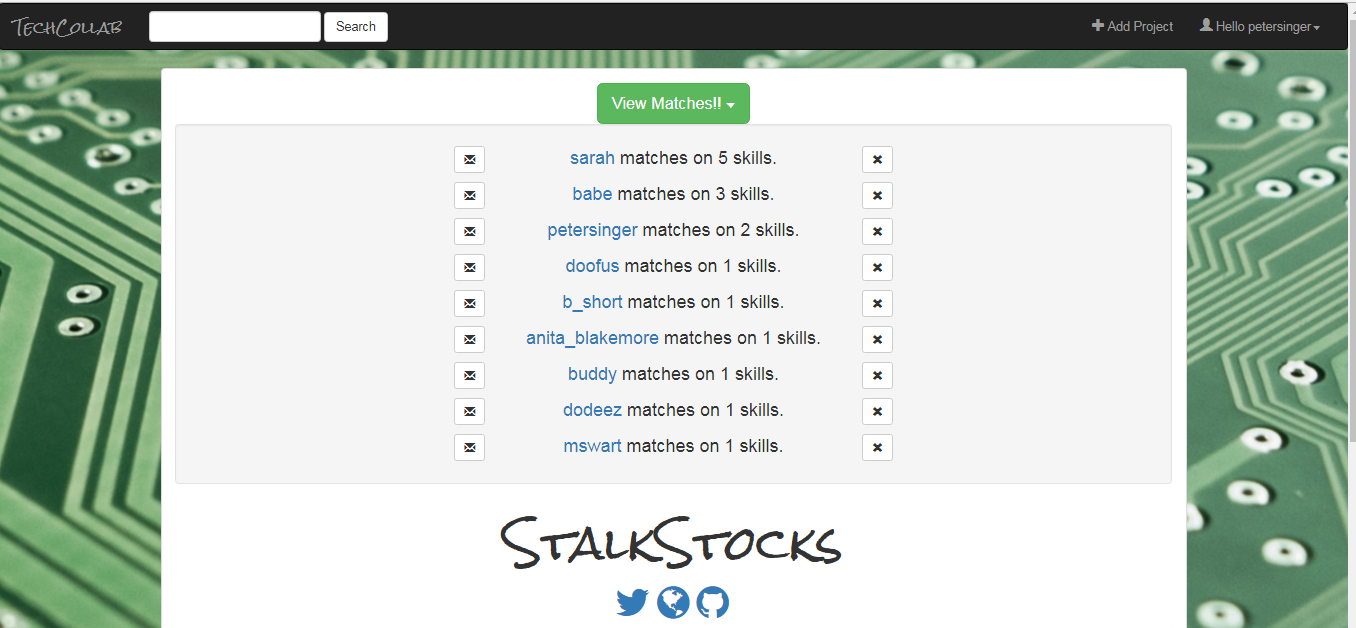 TechCollab Search Add Project Hello petersinger
View Matches!!
sarah matches on 5 skills.
babe matches on 3 skills.
petersinger matches on 2 skills.
doofus matches on 1 skills.
b_short matches on 1 skills.
anita_blakemore matches on 1 skills.
buddy matches on 1 skills.
dodeez matches on 1 skills.
mswart matches on 1 skills.
StalkStocks